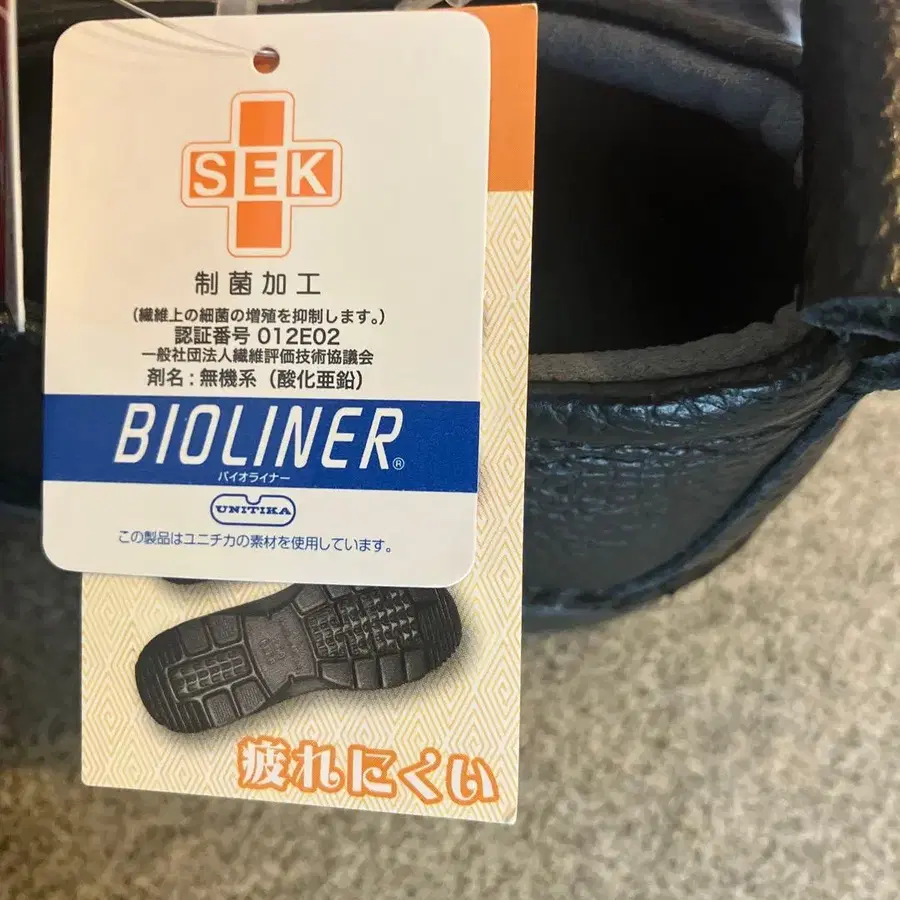 SEK
制菌加工
(繊維上の細菌の増殖を抑制します。)
認証番号 012E02
一般社団法人繊維評価技術協議会
剤名:無機系(酸化亜鉛)
BIOLINER®
バイオライナー
UNITIKA
この製品はユニチカの素材を使用しています。
疲れにくい